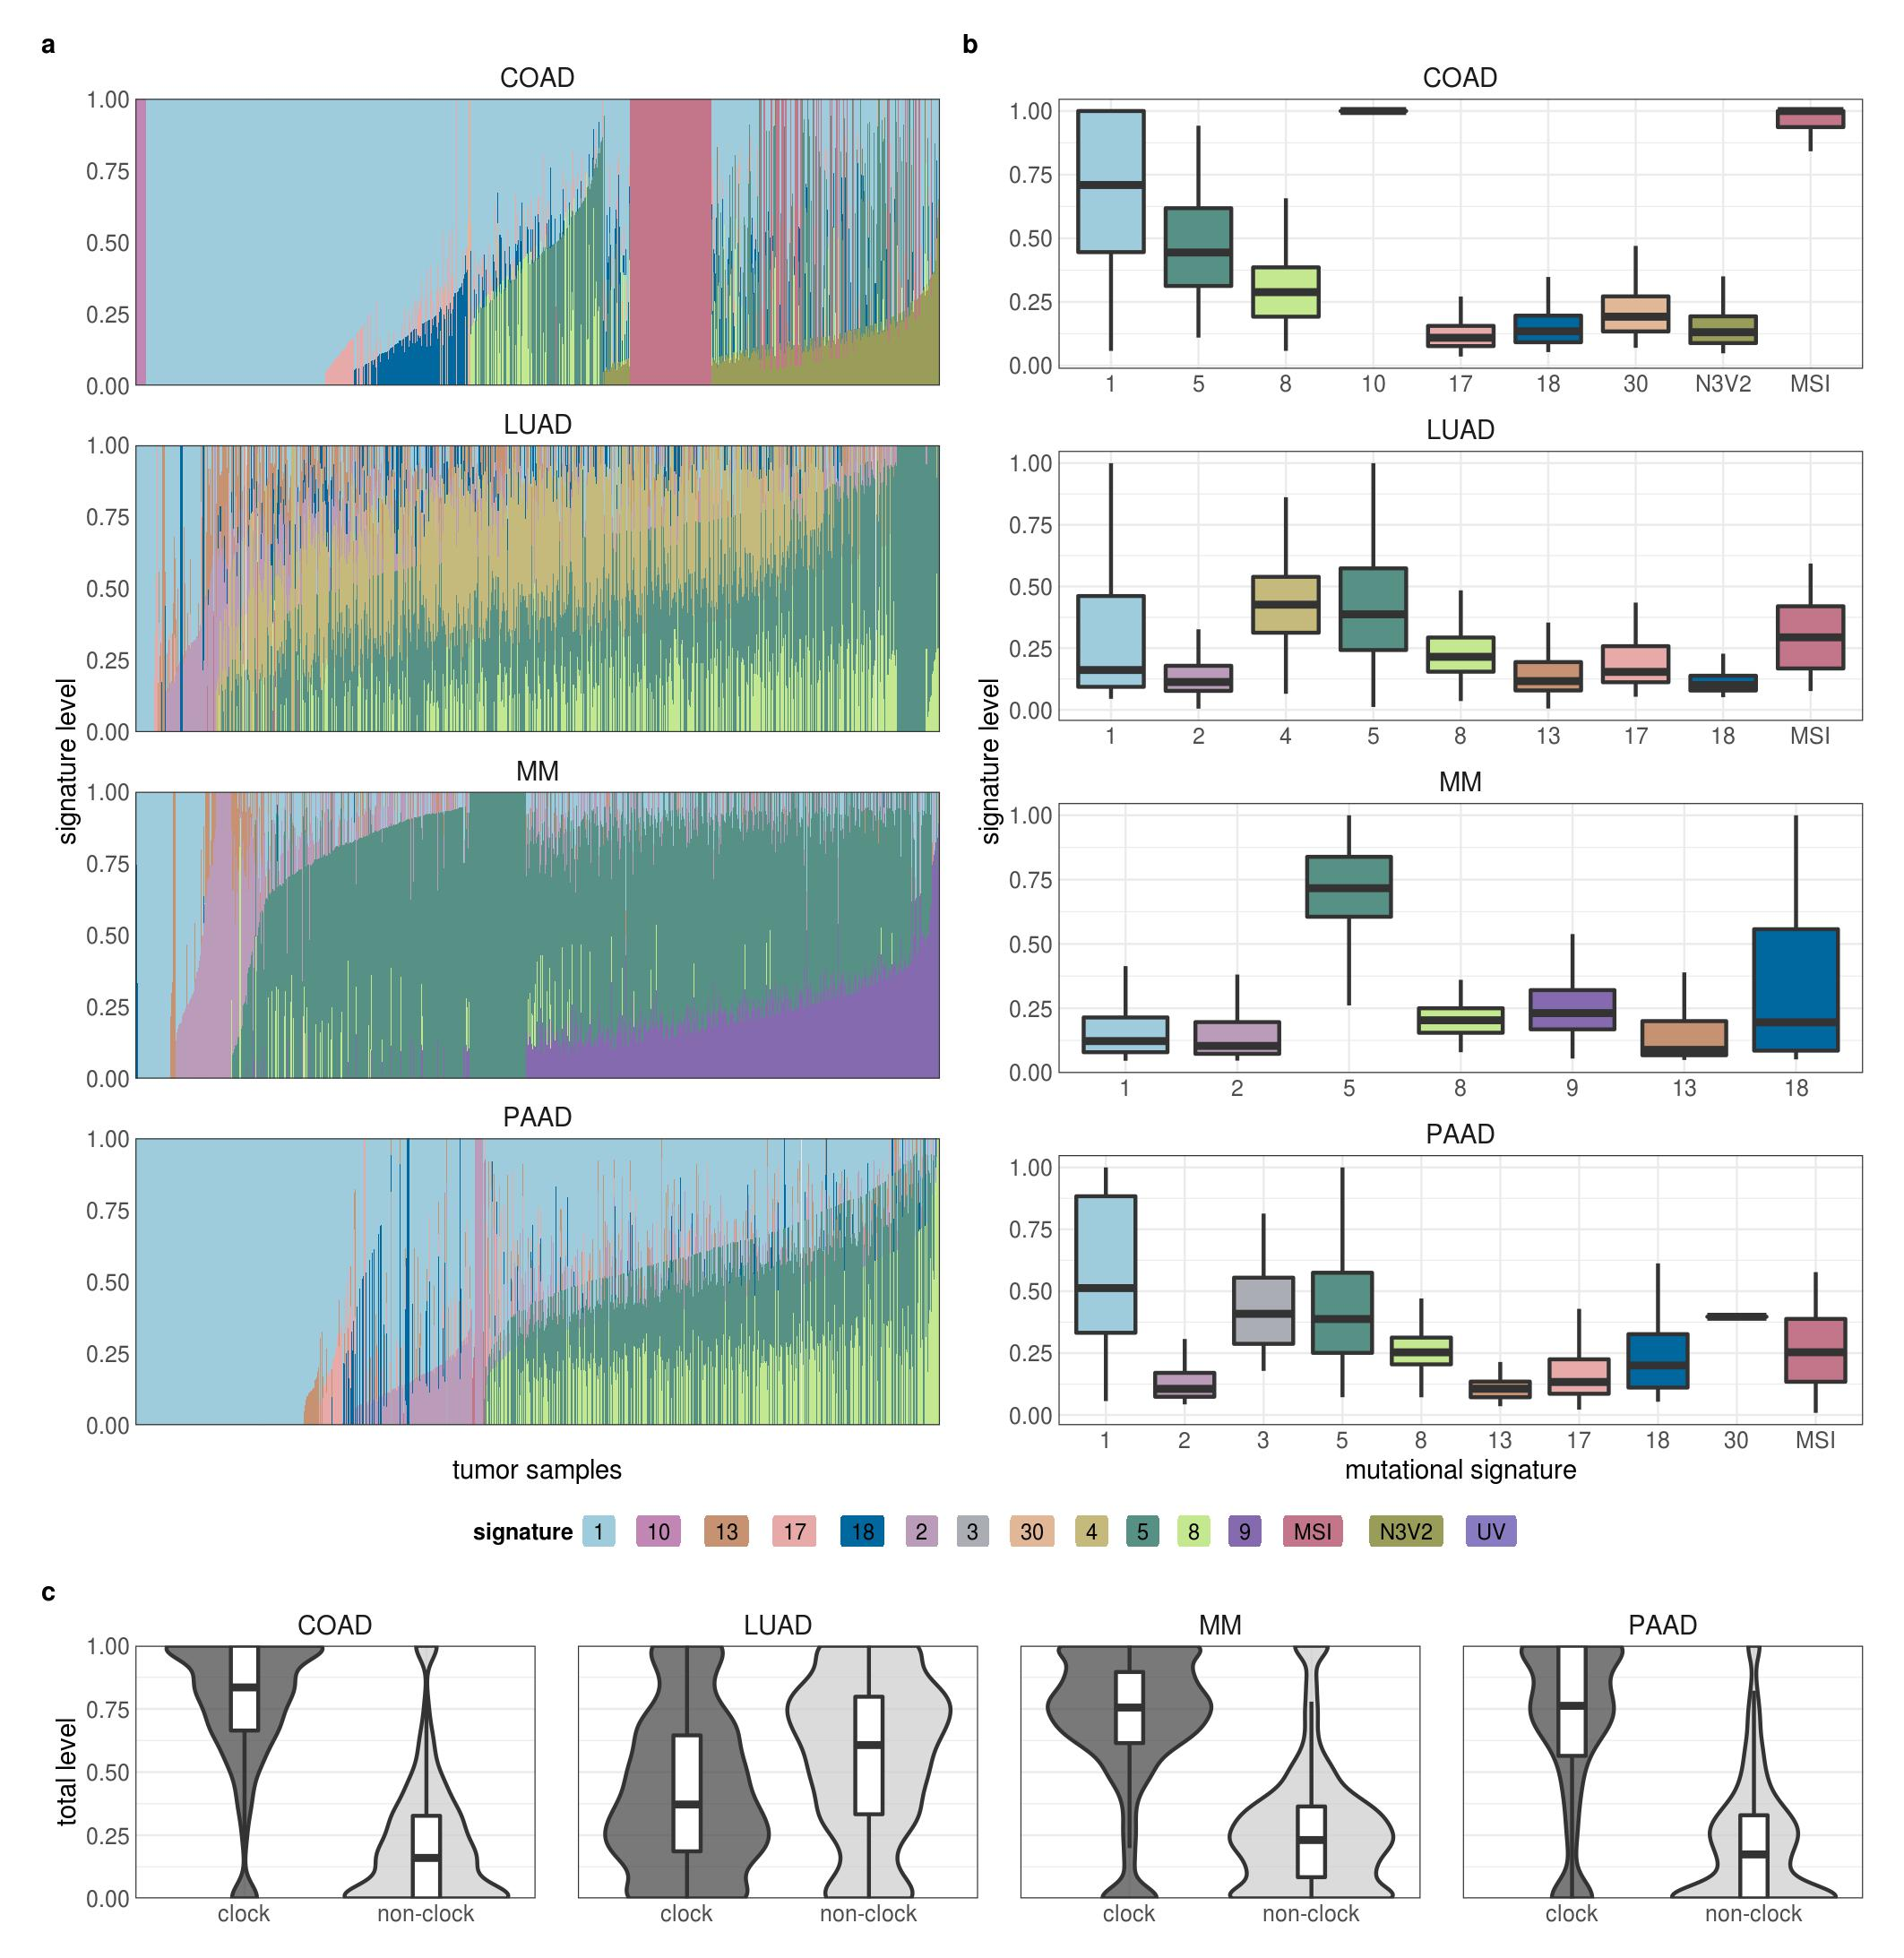 a
COAD
1.00
0.75
0.50
0.25
0.00
LUAD
1.00
0.75
0.50
0.25
0.00
MM
1.00
0.75
0.50
0.25
0.00
PAAD
1.00
0.75
0.50
0.25
0.00
signature level
tumor samples
b
COAD
1.00
0.75
0.50
0.25
0.00
1 5 8 10 17 18 30 N3V2 MSI
LUAD
1.00
0.75
0.50
0.25
0.00
1 2 4 5 8 13 17 18 MSI
MM
1.00
0.75
0.50
0.25
0.00
1 2 5 8 9 13 18
PAAD
1.00
0.75
0.50
0.25
0.00
1 2 3 5 8 13 17 18 30 MSI
signature level
mutational signature
signature 1 10 13 17 18 2 3 30 4 5 8 9 MSI N3V2 UV
c
COAD LUAD MM PAAD
1.00
0.75
0.50
0.25
0.00
total level
clock non-clock clock non-clock clock non-clock clock non-clock